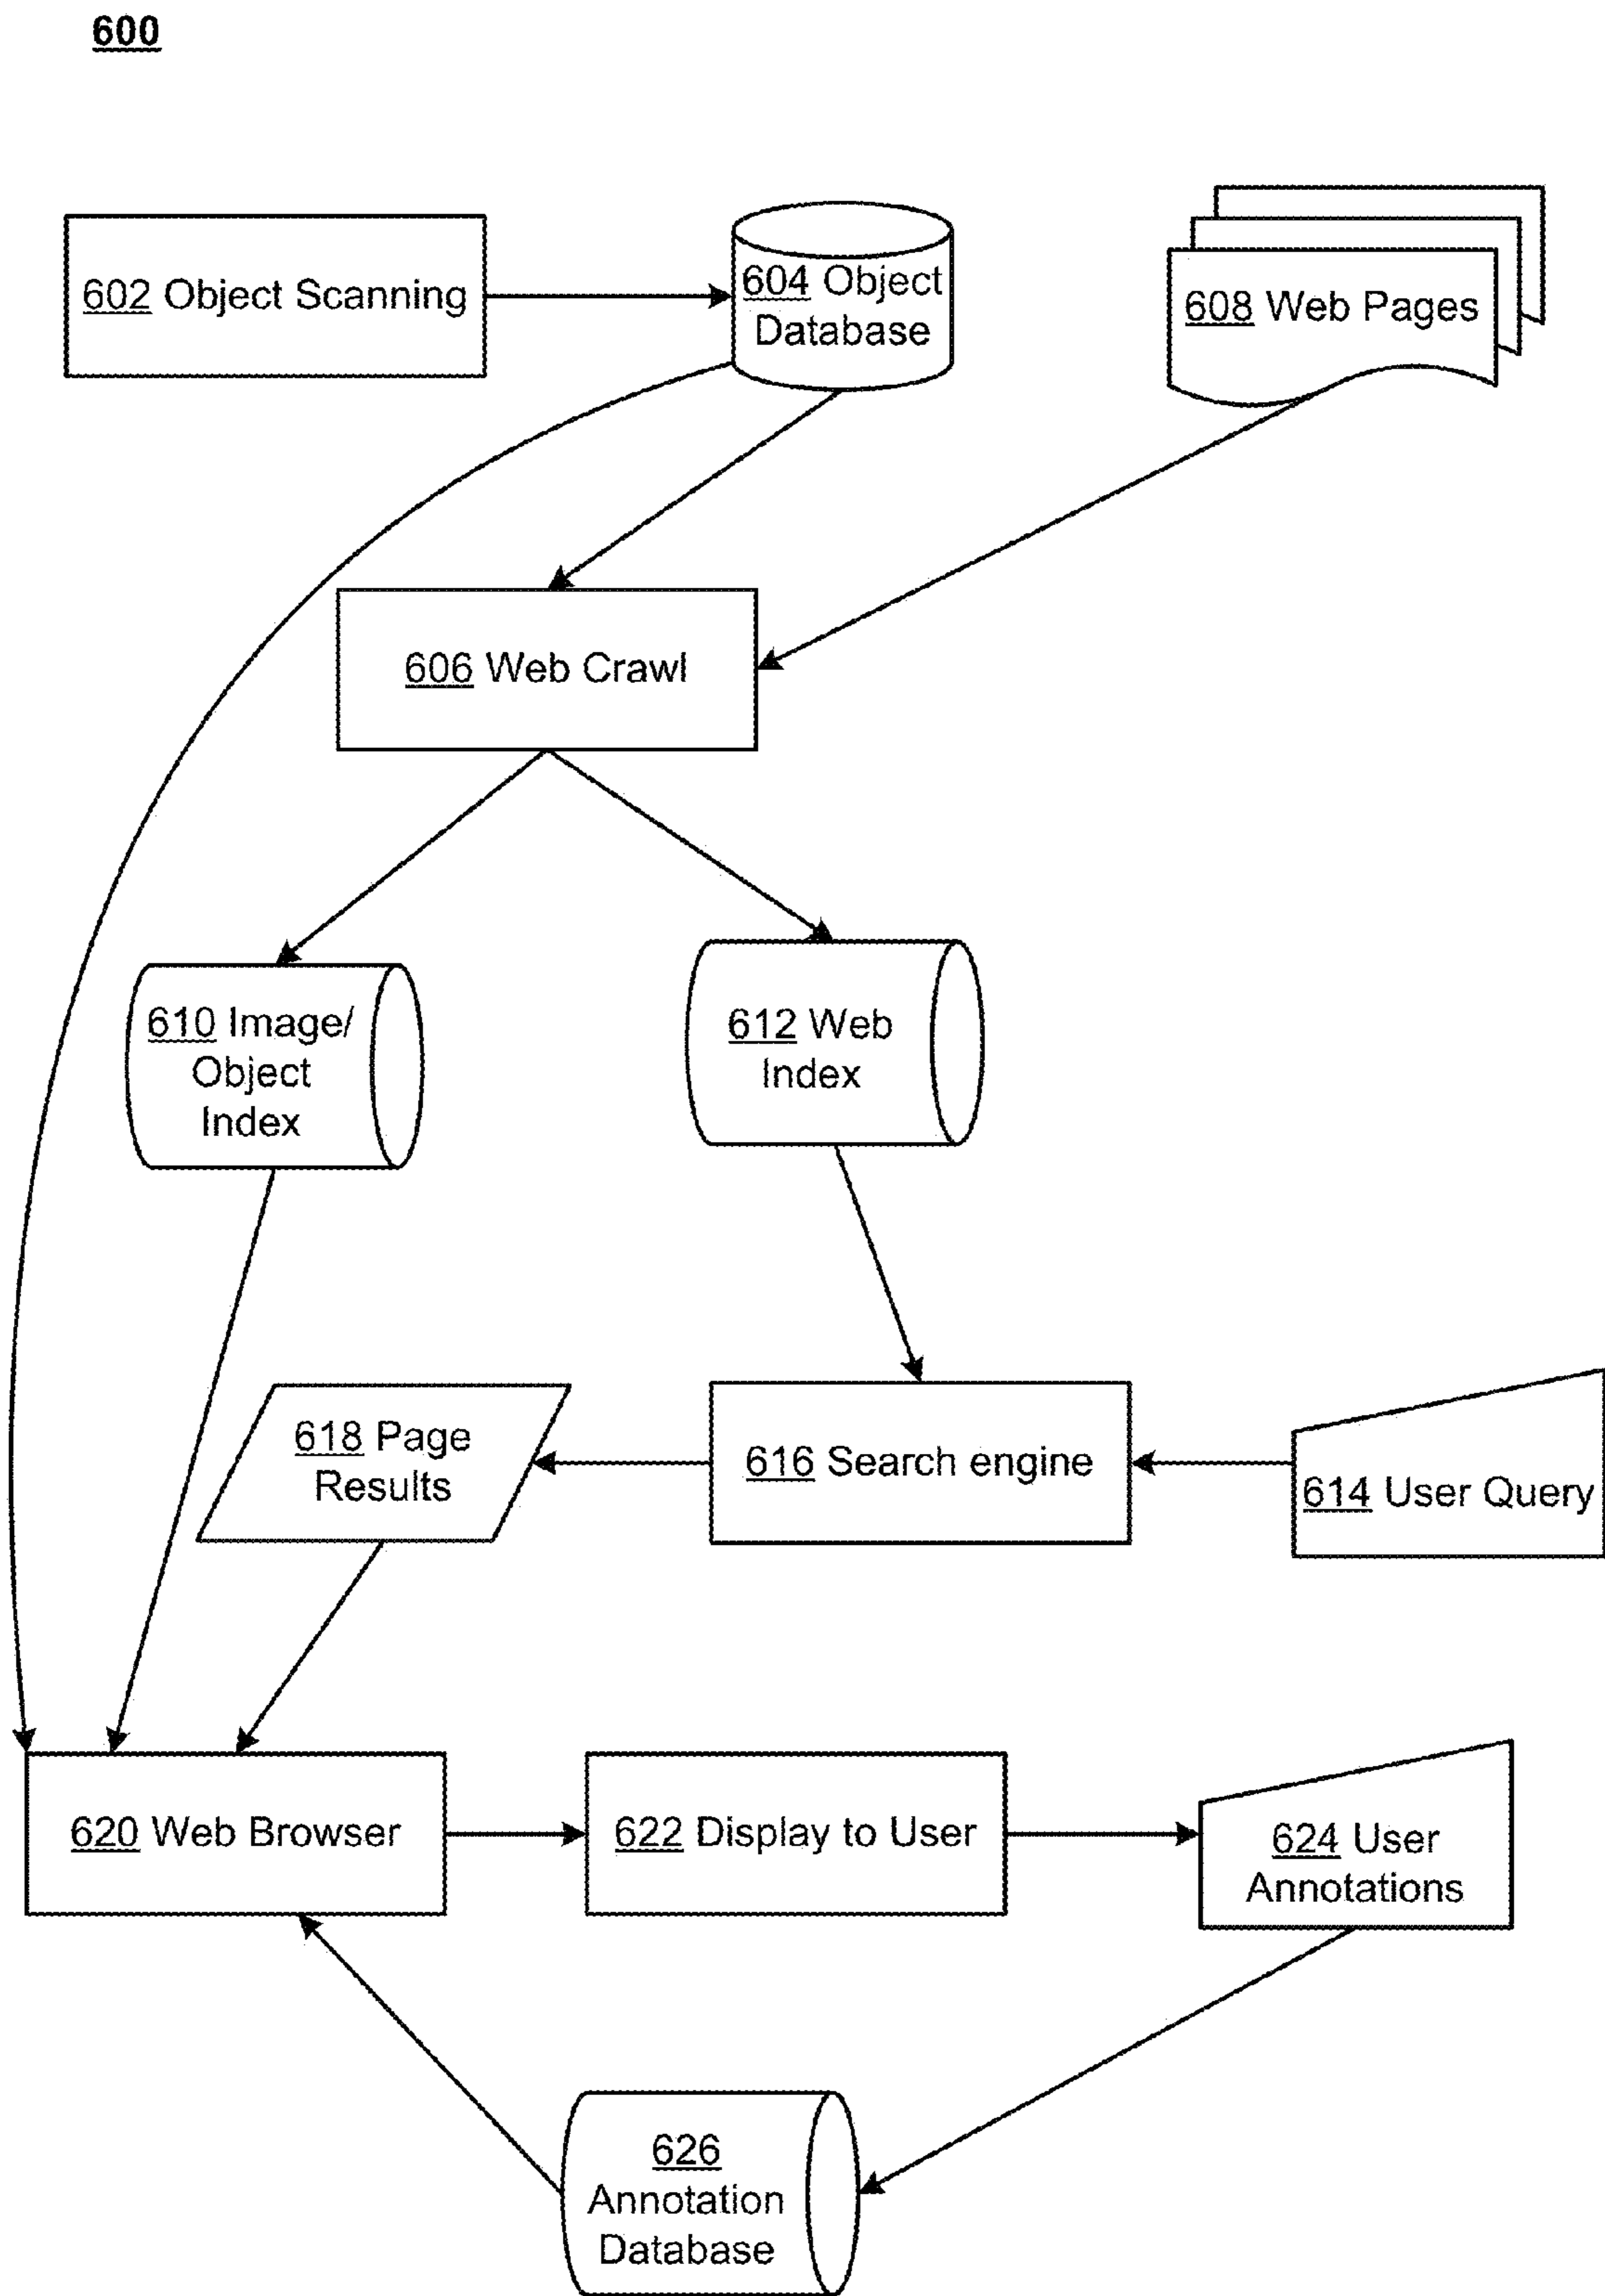 600
602 Object Scanning
604 Object
Database
608 Web Pages
606 Web Crawl
610 Image/
Object
Index
612 Web
Index
618 Page
Results
616 Search engine
614 User Query
620 Web Browser
622 Display to User
624 User
Annotations
626
Annotation
Database